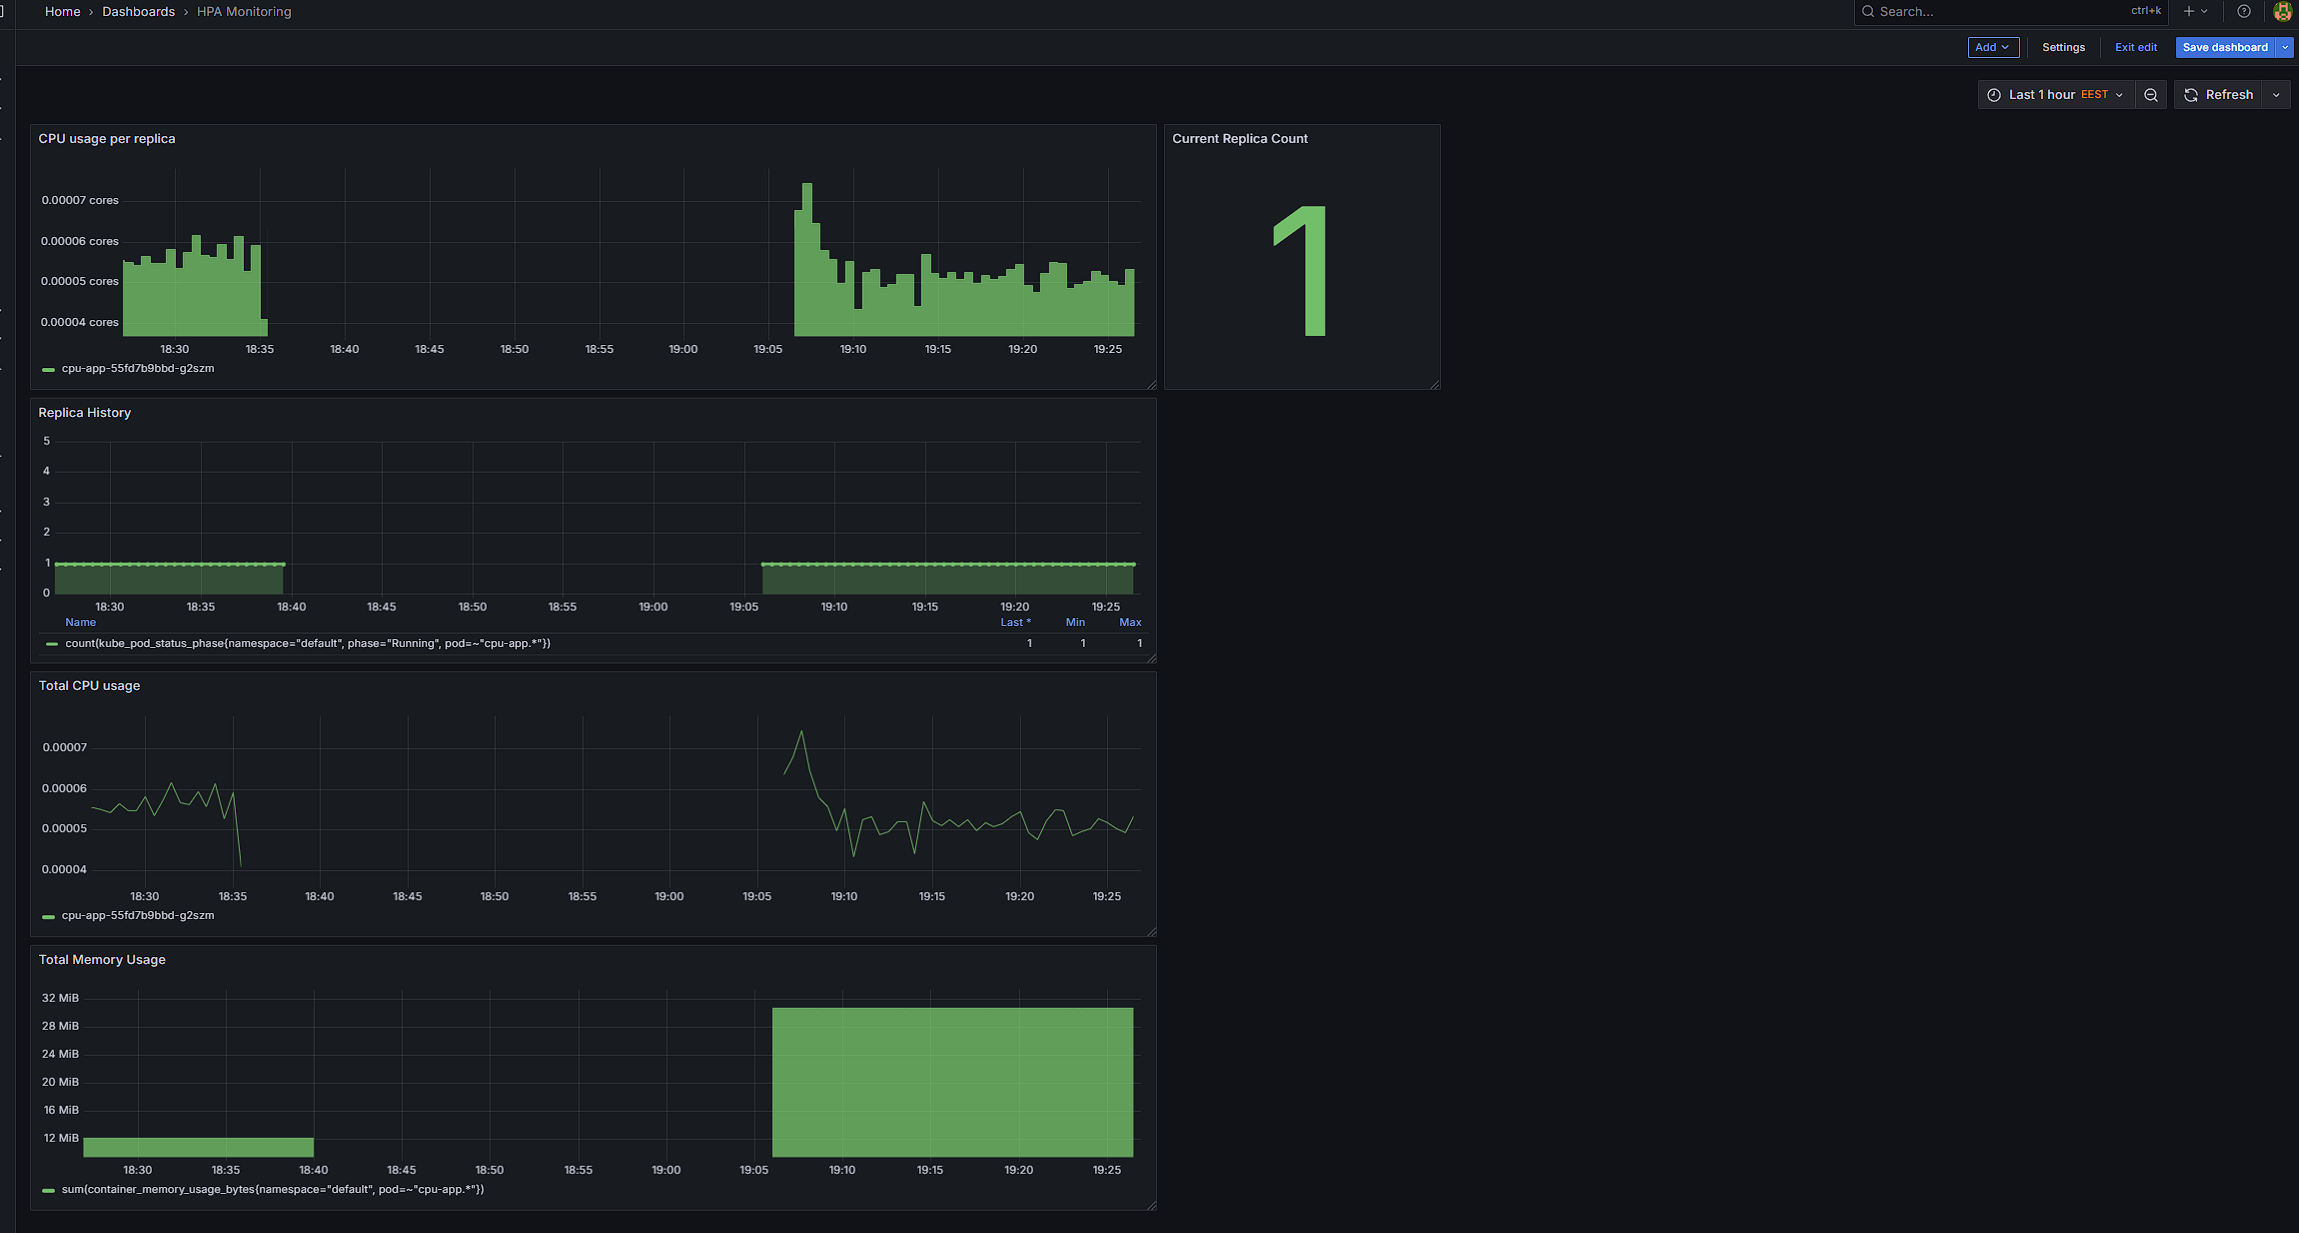 Home › Dashboards › HPA Monitoring
Search... ctrl+k
Add Settings Exit edit Save dashboard
Last 1 hour EEST Refresh
CPU usage per replica
0.00007 cores
0.00006 cores
0.00005 cores
0.00004 cores
18:30 18:35 18:40 18:45 18:50 18:55 19:00 19:05 19:10 19:15 19:20 19:25
cpu-app-55fd7b9bbd-g2szm
Current Replica Count
1
Replica History
5
4
3
2
1
0
18:30 18:35 18:40 18:45 18:50 18:55 19:00 19:05 19:10 19:15 19:20 19:25
Name Last * Min Max
count(kube_pod_status_phase{namespace="default", phase="Running", pod=~"cpu-app.*"}) 1 1 1
Total CPU usage
0.00007
0.00006
0.00005
0.00004
18:30 18:35 18:40 18:45 18:50 18:55 19:00 19:05 19:10 19:15 19:20 19:25
cpu-app-55fd7b9bbd-g2szm
Total Memory Usage
32 MiB
28 MiB
24 MiB
20 MiB
16 MiB
12 MiB
18:30 18:35 18:40 18:45 18:50 18:55 19:00 19:05 19:10 19:15 19:20 19:25
sum(container_memory_usage_bytes{namespace="default", pod=~"cpu-app.*"})